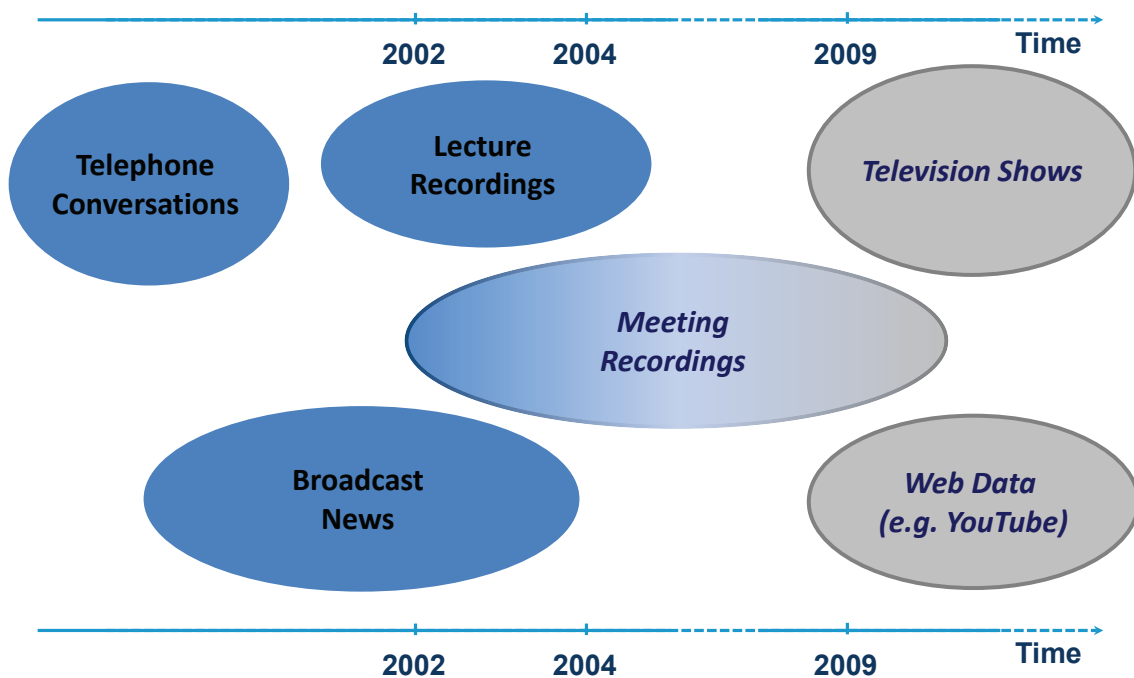 2002 2004 2009 Time
Telephone
Conversations
Lecture
Recordings
Television Shows
Meeting
Recordings
Broadcast
News
Web Data
(e.g. YouTube)
2002 2004 2009 Time